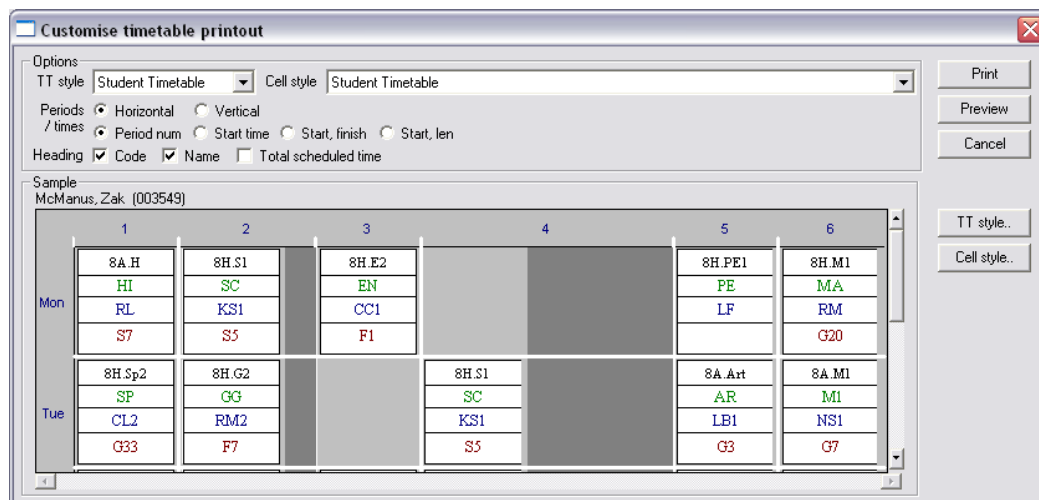 Customise timetable printout
Options
TT style Student Timetable Cell style Student Timetable
Print
Periods / times Horizontal Vertical
Preview
Period num Start time Start, finish Start, len
Cancel
Heading Code Name Total scheduled time
Sample
McManus, Zak (003549)
TT style..
Cell style..
1 2 3 4 5 6
Mon
8A.H 8H.S1 8H.E2 8H.PE1 8H.M1
HI SC EN PE MA
RL KS1 CC1 LF RM
S7 S5 F1 G20
Tue
8H.Sp2 8H.G2 8H.S1 8A.Art 8A.M1
SP GG SC AR M1
CL2 RM2 KS1 LB1 NS1
G33 F7 S5 G3 G7